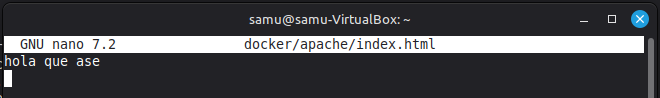 samu@samu-VirtualBox: ~
GNU nano 7.2 docker/apache/index.html
hola que ase